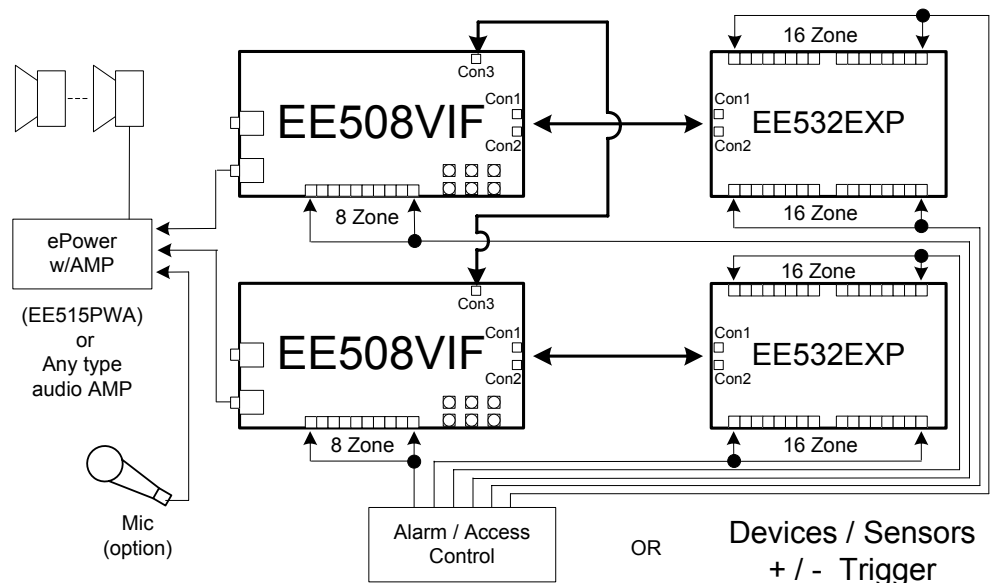 16 Zone
Con3
EE508VIF
Con1
Con2
Con1
Con2
EE532EXP
8 Zone
16 Zone
ePower
w/AMP
(EE515PWA)
or
Any type
audio AMP
16 Zone
Con3
EE508VIF
Con1
Con2
Con1
Con2
EE532EXP
8 Zone
16 Zone
Mic
(option)
Alarm / Access
Control
OR
Devices / Sensors
+ / - Trigger